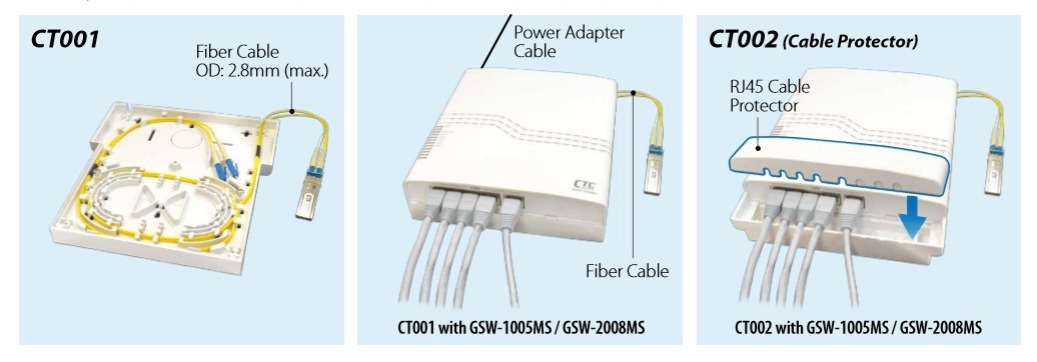 CT001
Fiber Cable
OD: 2.8mm (max.)
Power Adapter
Cable
CTC
Fiber Cable
CT001 with GSW-1005MS / GSW-2008MS
CT002 (Cable Protector)
RJ45 Cable
Protector
CT002 with GSW-1005MS / GSW-2008MS